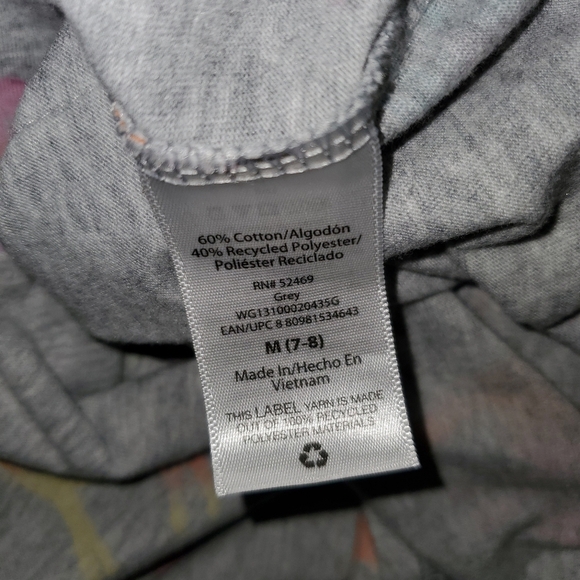 60% Cotton/Algodón
40% Recycled Polyester/
Poliéster Reciclado
RN# 52469
Grey
WG13100020435G
EAN/UPC 8 80981534643
M (7-8)
Made In/Hecho En
Vietnam
THIS LABEL YARN IS MADE
OUT OF 100% RECYCLED
POLYESTER MATERIALS